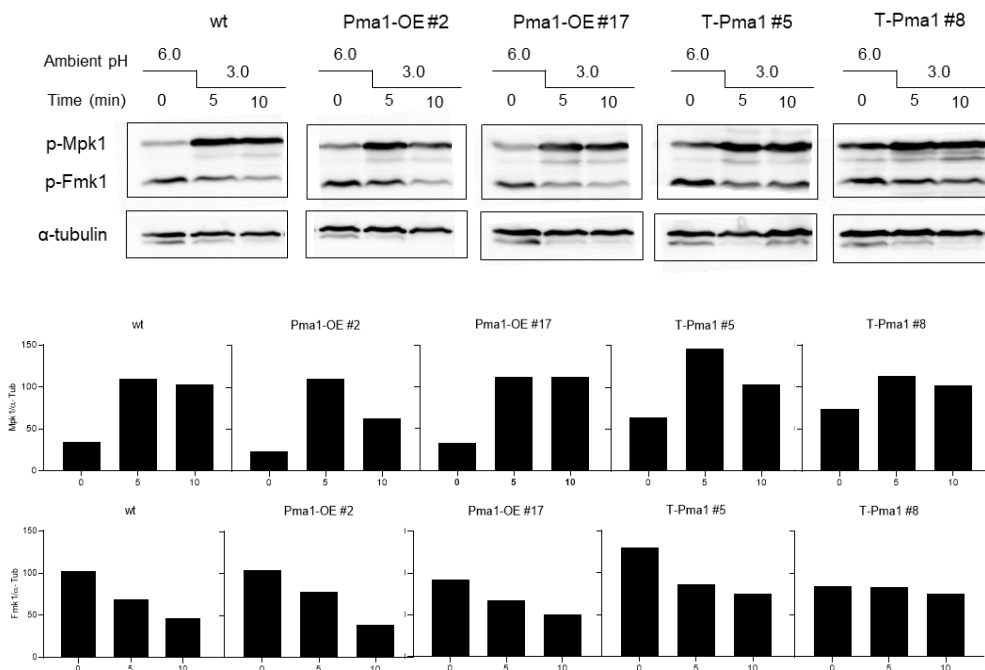 wt Pma1-OE #2 Pma1-OE #17 T-Pma1 #5 T-Pma1 #8
Ambient pH 6.0 3.0 6.0 3.0 6.0 3.0 6.0 3.0 6.0 3.0
Time (min) 0 5 10 0 5 10 0 5 10 0 5 10 0 5 10
p-Mpk1
p-Fmk1
α-tubulin
wt Pma1-OE #2 Pma1-OE #17 T-Pma1 #5 T-Pma1 #8
150
100
50
0
Mpk1/α-Tub
0 5 10 0 5 10 0 5 10 0 5 10 0 5 10
wt Pma1-OE #2 Pma1-OE #17 T-Pma1 #5 T-Pma1 #8
150
100
50
0
Fmk1/α-Tub
0 5 10 0 5 10 0 5 10 0 5 10 0 5 10